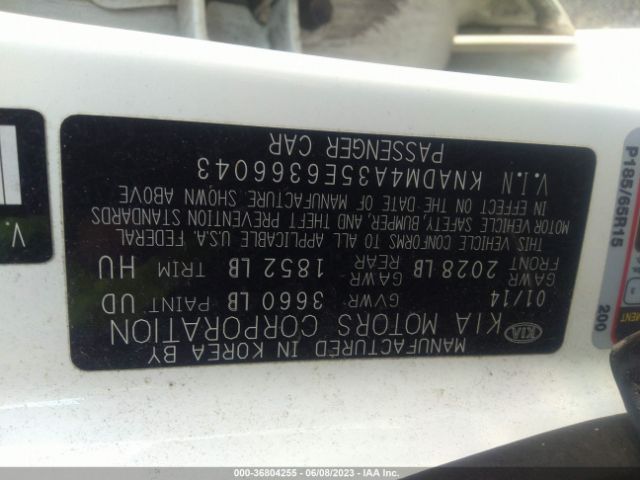 MANUFACTURED IN KOREA BY
KIA KIA MOTORS CORPORATION
01/14 GVWR 3660 LB PAINT UD
FRONT GAWR 2028 LB REAR GAWR 1852 LB TRIM HU
THIS VEHICLE CONFORMS TO ALL APPLICABLE U.S.A. FEDERAL
MOTOR VEHICLE SAFETY, BUMPER, AND THEFT PREVENTION STANDARDS
IN EFFECT ON THE DATE OF MANUFACTURE SHOWN ABOVE
V.I.N KNADM4A35E6366043
PASSENGER CAR
P185/65R15
200
V.
000-36804255 - 06/08/2023 - IAA Inc.